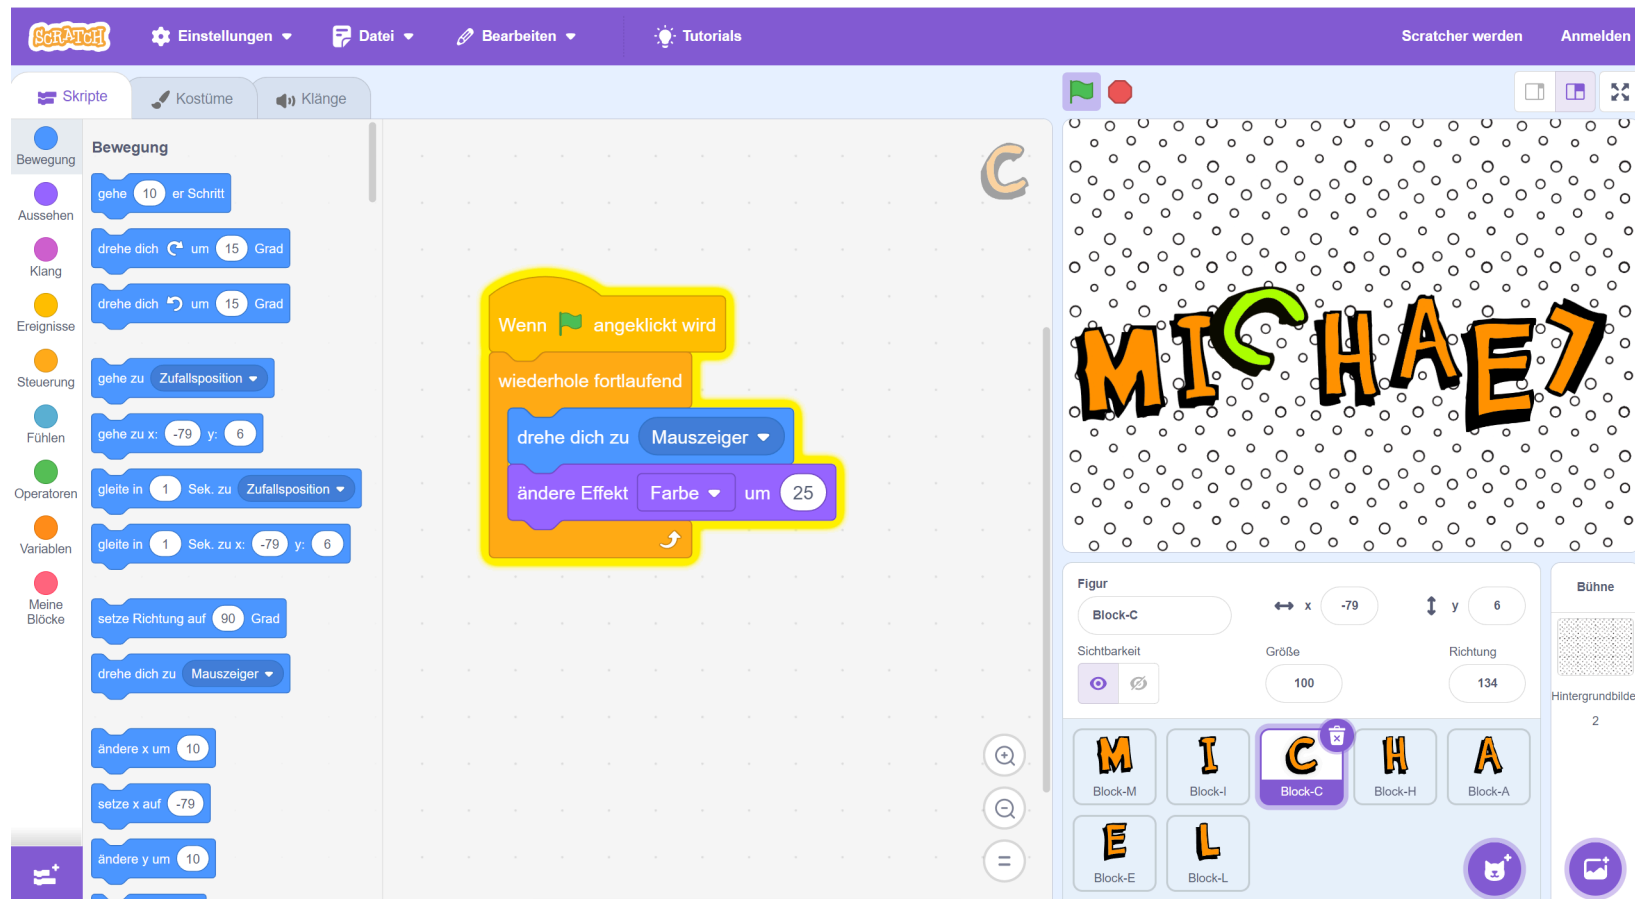 SCRATCH Einstellungen Datei Bearbeiten Tutorials Scratcher werden Anmelden
Skripte Kostüme Klänge
Bewegung
Aussehen
Klang
Ereignisse
Steuerung
Fühlen
Operatoren
Variablen
Meine
Blöcke
Bewegung
gehe 10 er Schritt
drehe dich um 15 Grad
drehe dich um 15 Grad
gehe zu Zufallsposition
gehe zu x: -79 y: 6
gleite in 1 Sek. zu Zufallsposition
gleite in 1 Sek. zu x: -79 y: 6
setze Richtung auf 90 Grad
drehe dich zu Mauszeiger
ändere x um 10
setze x auf -79
ändere y um 10
Wenn angeklickt wird
wiederhole fortlaufend
drehe dich zu Mauszeiger
ändere Effekt Farbe um 25
C
MICHAEL
Figur
Block-C x -79 y 6
Sichtbarkeit Größe Richtung
100 134
M I C H A
Block-M Block-I Block-C Block-H Block-A
E L
Block-E Block-L
Bühne
Hintergrundbilde
2